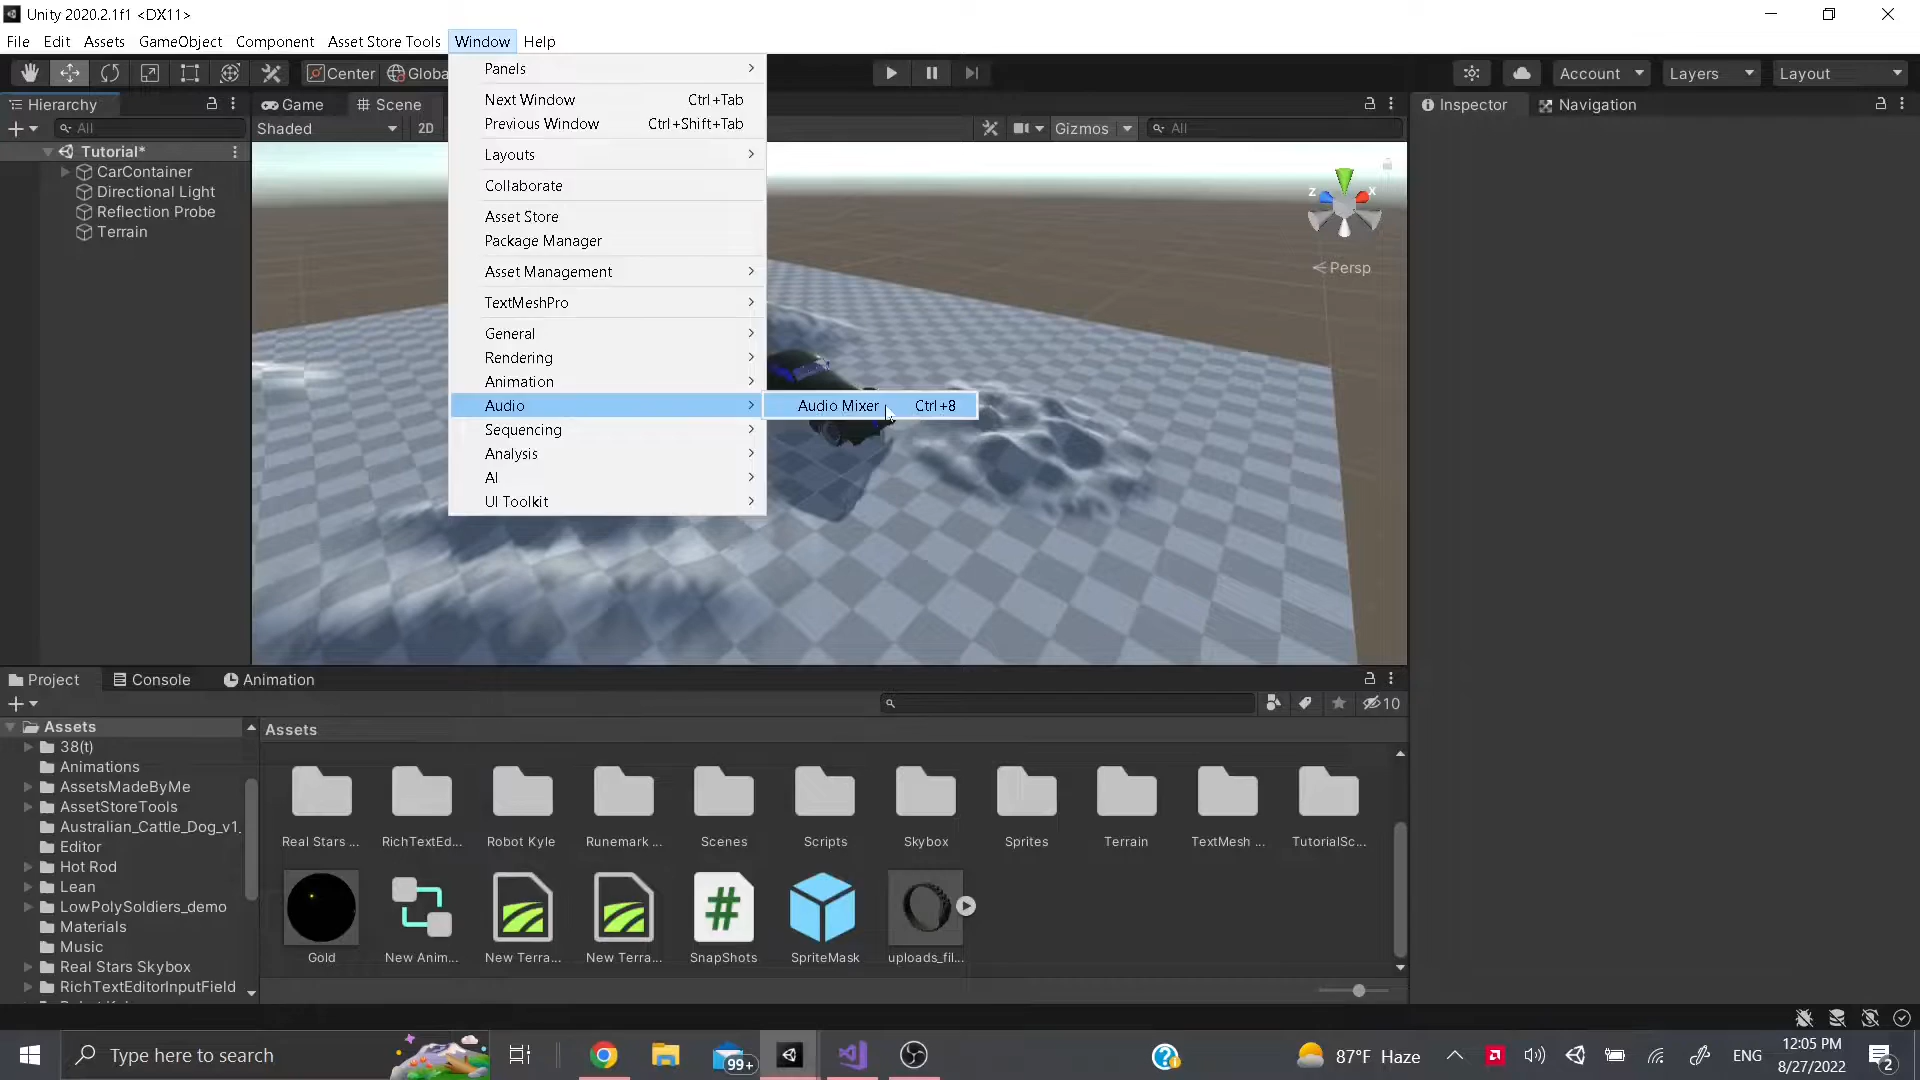 Unity 2020.2.1f1 <DX11>
File Edit Assets GameObject Component Asset Store Tools Window Help
Center Globa
Account Layers Layout
Hierarchy
All
Tutorial*
CarContainer
Directional Light
Reflection Probe
Terrain
Game Scene
Shaded 2D
Gizmos All
Panels
Next Window Ctrl+Tab
Previous Window Ctrl+Shift+Tab
Layouts
Collaborate
Asset Store
Package Manager
Asset Management
TextMeshPro
General
Rendering
Animation
Audio
Sequencing
Analysis
AI
UI Toolkit
Audio Mixer Ctrl+8
z x
Persp
Inspector Navigation
Project Console Animation
10
Assets
38(t)
Animations
AssetsMadeByMe
AssetStoreTools
Australian_Cattle_Dog_v1_
Editor
Hot Rod
Lean
LowPolySoldiers_demo
Materials
Music
Real Stars Skybox
RichTextEditorInputField
Assets
Real Stars ... RichTextEd... Robot Kyle Runemark ... Scenes Scripts Skybox Sprites Terrain TextMesh ... TutorialSc...
Gold New Anim... New Terra... New Terra... SnapShots SpriteMask uploads_fil...
Type here to search
99+
87°F Haze
ENG
12:05 PM
8/27/2022
2